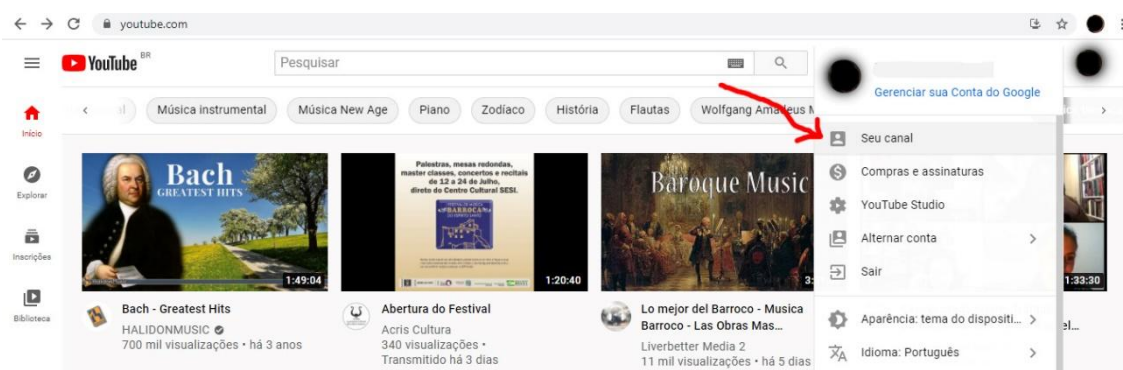 youtube.com
YouTube BR
Pesquisar
Gerenciar sua Conta do Google
Música instrumental
Música New Age
Piano
Zodíaco
História
Flautas
Wolfgang Amadeus M
Início
Explorar
Inscrições
Biblioteca
Bach
GREATEST HITS
1:49:04
Palestras, mesas redondas,
master classes, concertos e recitais
de 12 a 24 de Julho,
direto do Centro Cultural SESI.
BARROCA
1:20:40
Baroque Music
3:
1:33:30
Bach - Greatest Hits
HALIDONMUSIC
700 mil visualizações • há 3 anos
Abertura do Festival
Acris Cultura
340 visualizações •
Transmitido há 3 dias
Lo mejor del Barroco - Musica
Barroco - Las Obras Mas...
Liverbetter Media 2
11 mil visualizações • há 5 dias
el...
Seu canal
Compras e assinaturas
YouTube Studio
Alternar conta
Sair
Aparência: tema do dispositi...
Idioma: Português